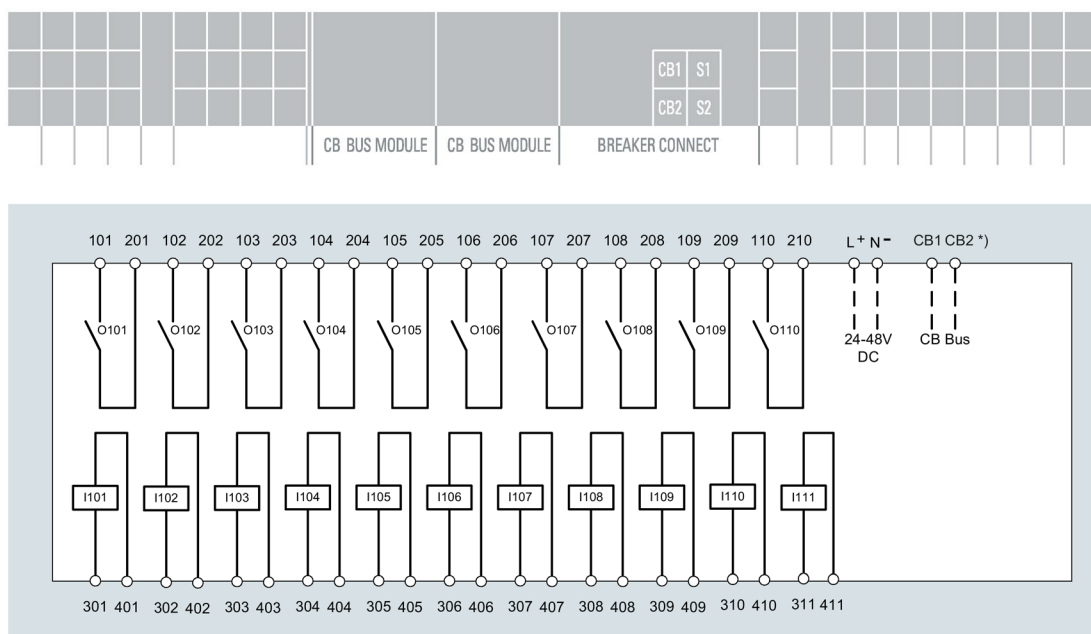 CB1 S1
CB2 S2
CB BUS MODULE CB BUS MODULE BREAKER CONNECT
101 201 102 202 103 203 104 204 105 205 106 206 107 207 108 208 109 209 110 210 L+ N- CB1 CB2 *)
O101 O102 O103 O104 O105 O106 O107 O108 O109 O110
24-48V CB Bus
DC
I101 I102 I103 I104 I105 I106 I107 I108 I109 I110 I111
301 401 302 402 303 403 304 404 305 405 306 406 307 407 308 408 309 409 310 410 311 411